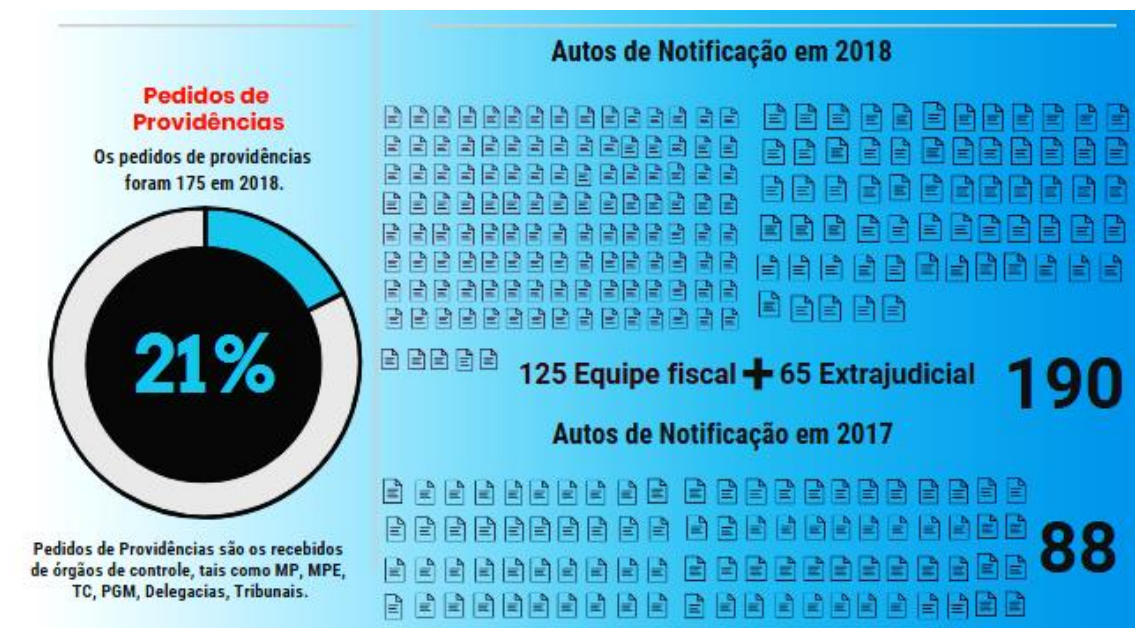 Pedidos de
Providências
Os pedidos de providências
foram 175 em 2018.
21%
Pedidos de Providências são os recebidos
de órgãos de controle, tais como MP, MPE,
TC, PGM, Delegacias, Tribunais.
Autos de Notificação em 2018
125 Equipe fiscal + 65 Extrajudicial
190
Autos de Notificação em 2017
88